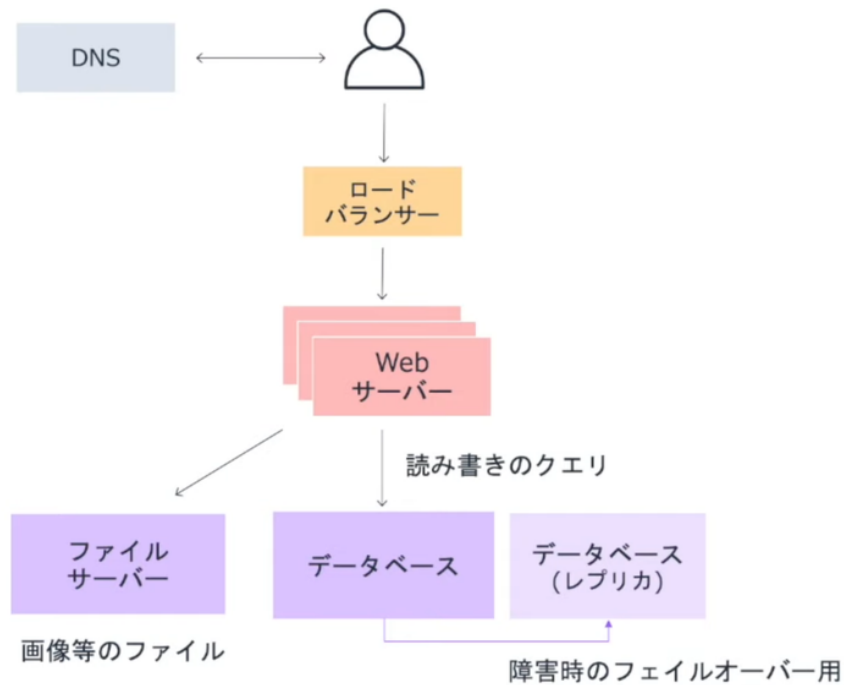 DNS
ロード
バランサー
Web
サーバー
読み書きのクエリ
ファイル
サーバー
データベース
データベース
(レプリカ)
画像等のファイル
障害時のフェイルオーバー用